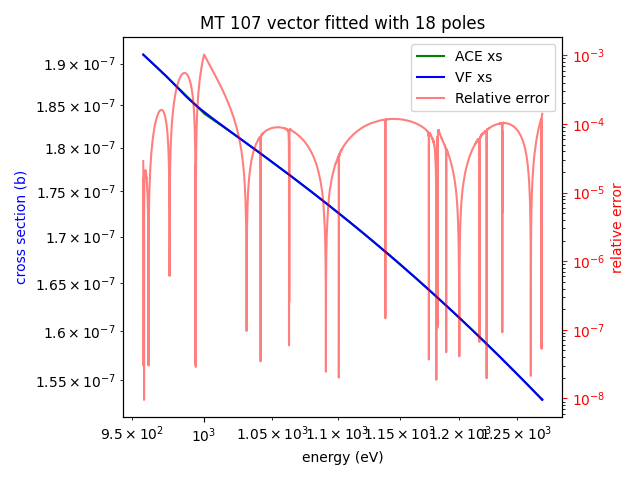 MT 107 vector fitted with 18 poles
ACE xs
VF xs
Relative error
cross section (b)
1.9 × 10⁻⁷
1.85 × 10⁻⁷
1.8 × 10⁻⁷
1.75 × 10⁻⁷
1.7 × 10⁻⁷
1.65 × 10⁻⁷
1.6 × 10⁻⁷
1.55 × 10⁻⁷
10⁻³
10⁻⁴
10⁻⁵
10⁻⁶
10⁻⁷
10⁻⁸
relative error
9.5 × 10² 10³ 1.05 × 10³ 1.1 × 10³ 1.15 × 10³ 1.2 × 10³ 1.25 × 10³
energy (eV)